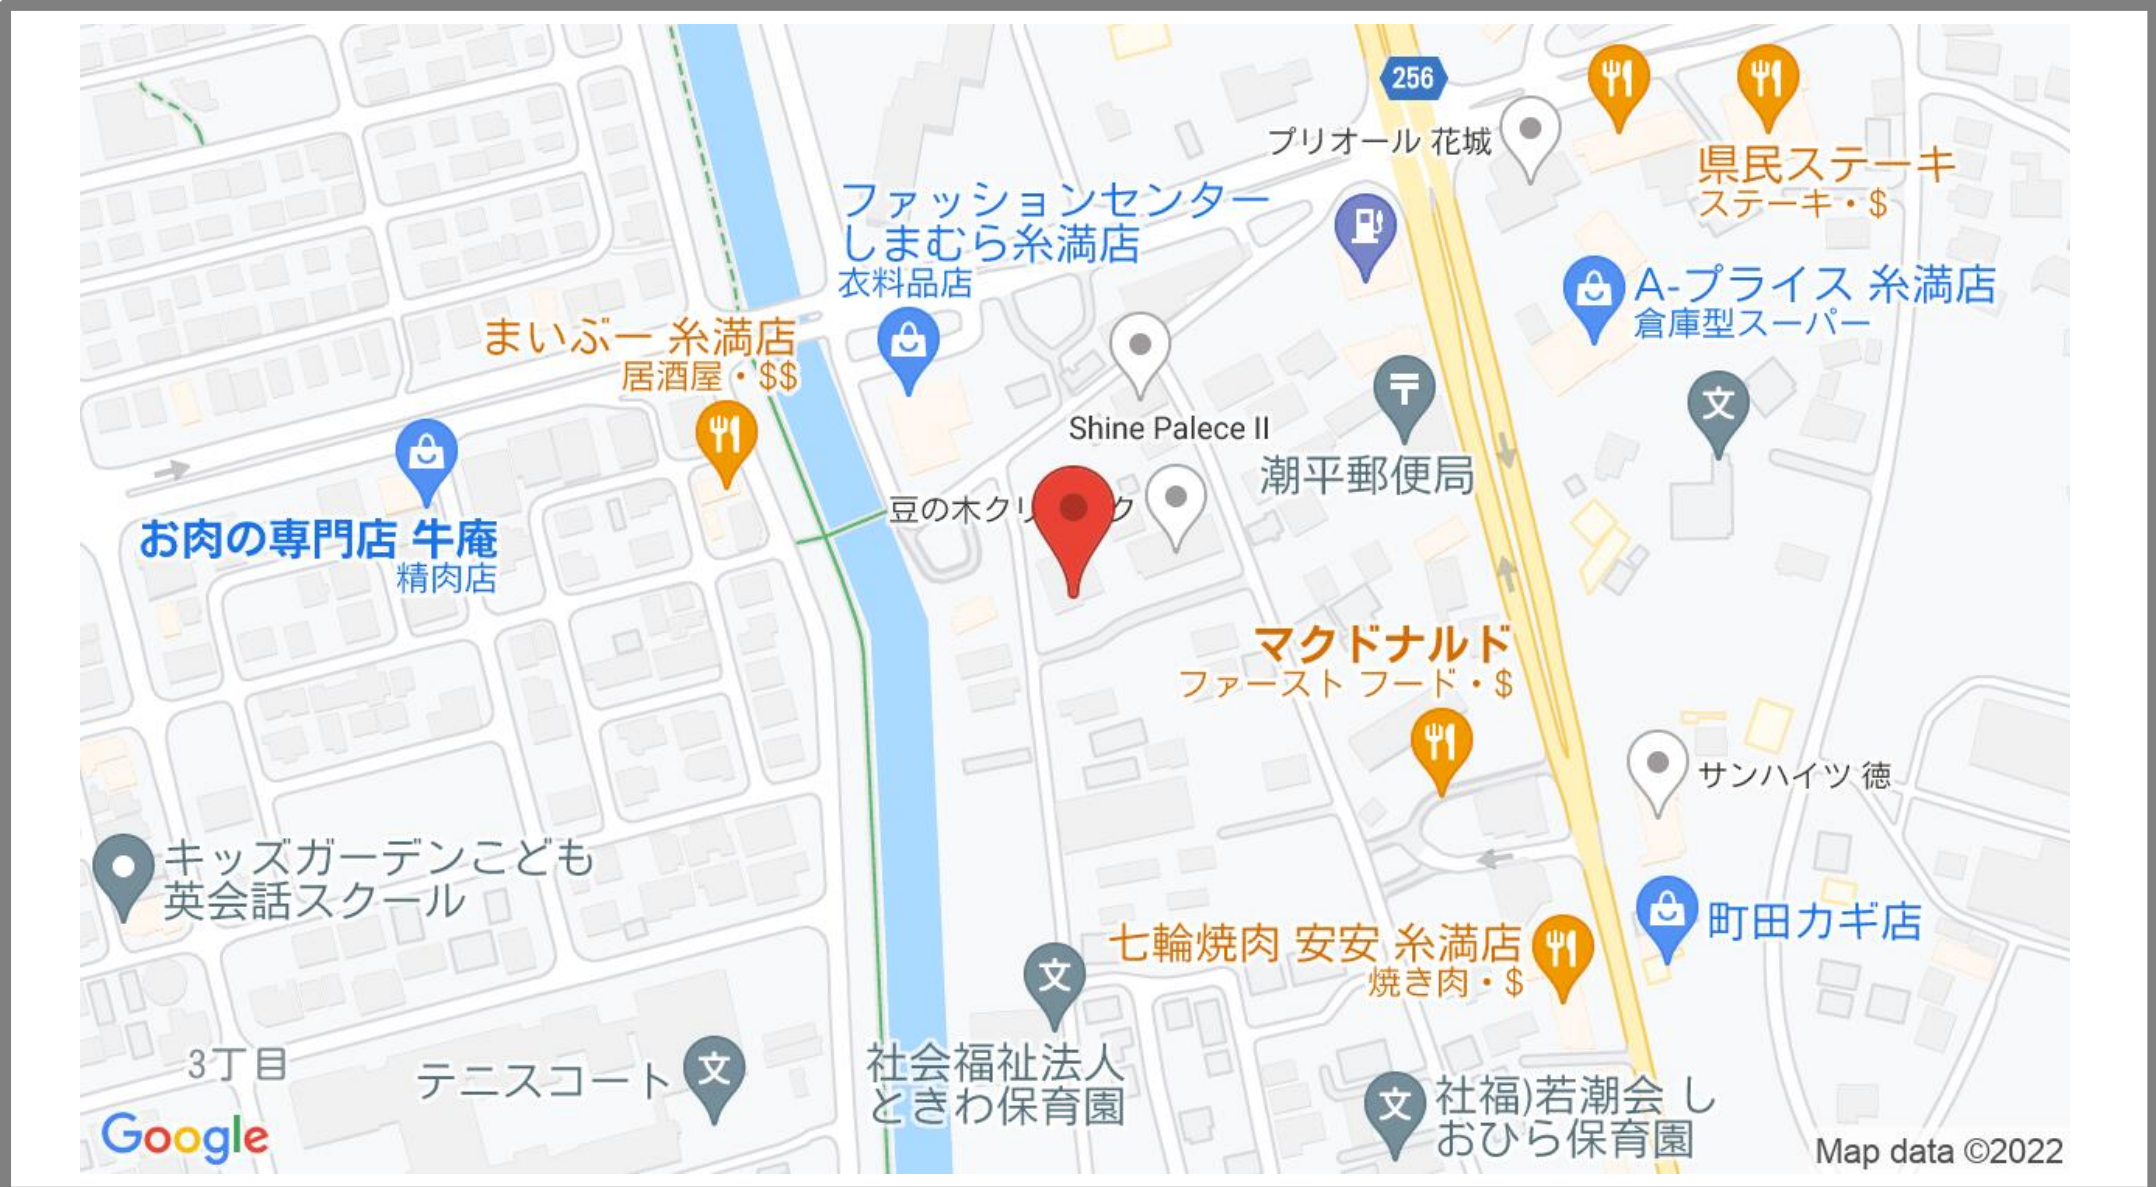 256
プリオール 花城
県民ステーキ
ステーキ・$
ファッションセンター
しまむら糸満店
衣料品店
A-プライス 糸満店
倉庫型スーパー
まいぶー 糸満店
居酒屋・$$
〒
文
Shine Palece II
潮平郵便局
豆の木クリ ク
お肉の専門店 牛庵
精肉店
マクドナルド
ファースト フード・$
サンハイツ 徳
キッズガーデンこども
英会話スクール
町田カギ店
七輪焼肉 安安 糸満店
焼き肉・$
文
社会福祉法人
ときわ保育園
3丁目
テニスコート
文
文
社福)若潮会 し
おひら保育園
Google
Map data ©2022